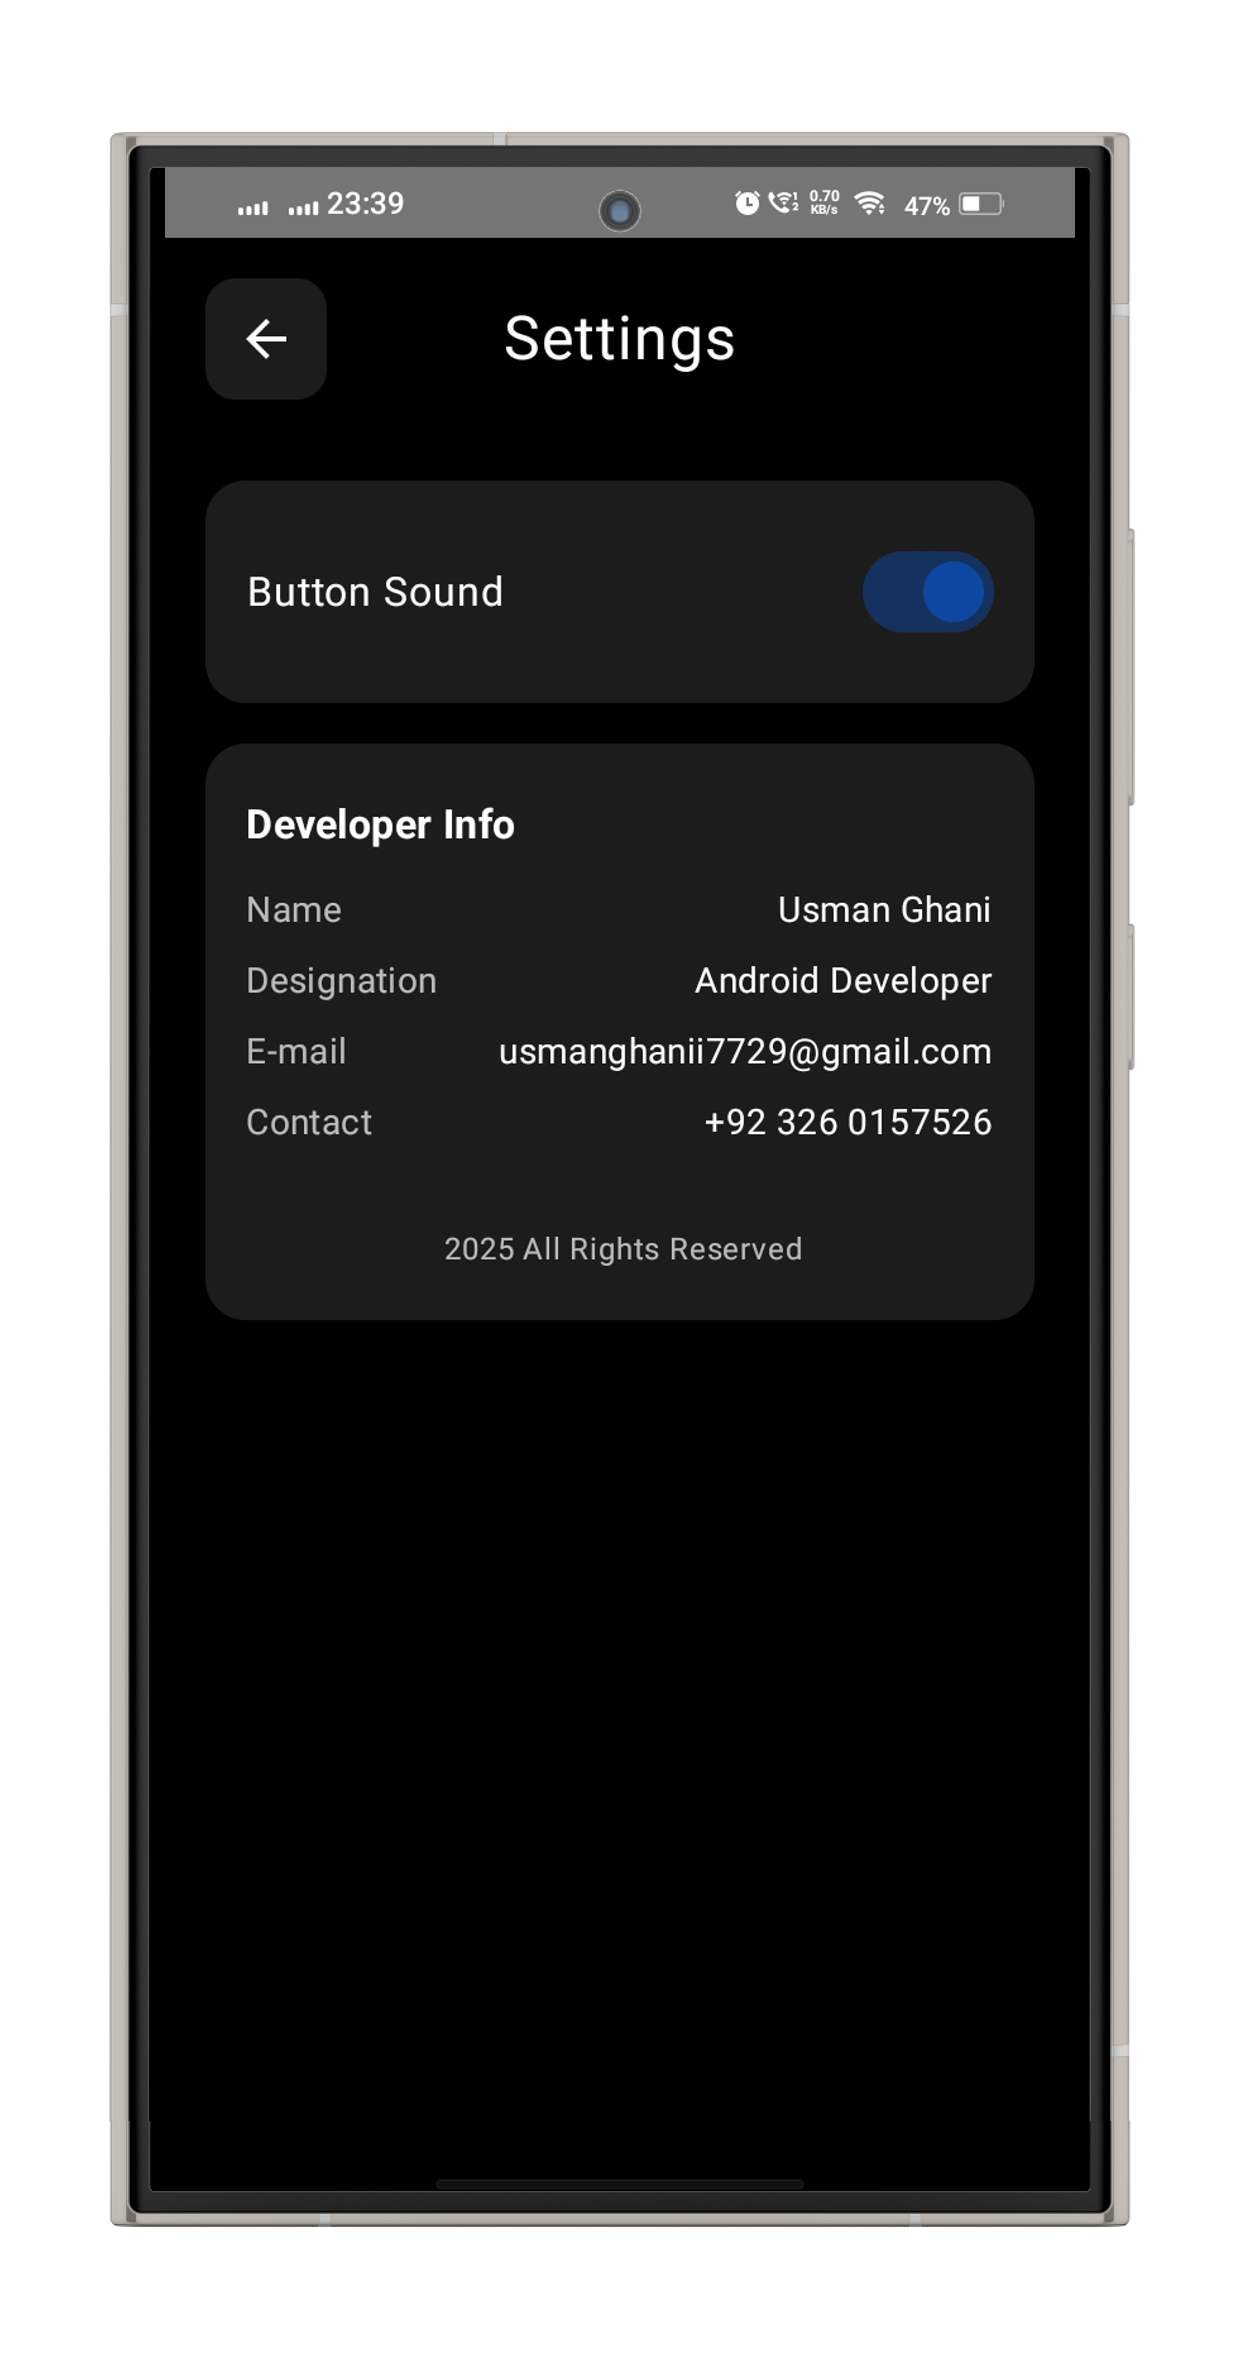 23:39 0.70 KB/s 47%
Settings
Button Sound
Developer Info
Name Usman Ghani
Designation Android Developer
E-mail usmanghanii7729@gmail.com
Contact +92 326 0157526
2025 All Rights Reserved